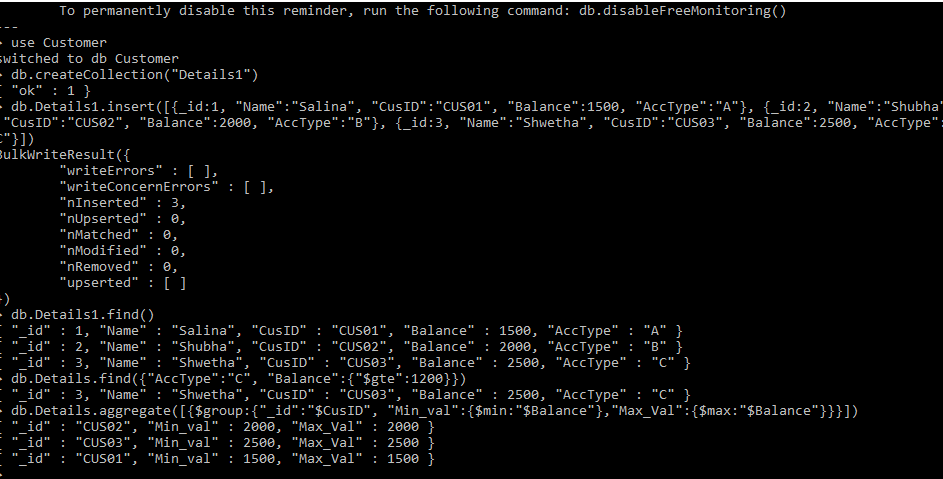 To permanently disable this reminder, run the following command: db.disableFreeMonitoring()
---
> use Customer
switched to db Customer
> db.createCollection("Details1")
{ "ok" : 1 }
> db.Details1.insert([{_id:1, "Name":"Salina", "CusID":"CUS01", "Balance":1500, "AccType":"A"}, {_id:2, "Name":"Shubha"
"CusID":"CUS02", "Balance":2000, "AccType":"B"}, {_id:3, "Name":"Shwetha", "CusID":"CUS03", "Balance":2500, "AccType":
C"}])
BulkWriteResult({
"writeErrors" : [ ],
"writeConcernErrors" : [ ],
"nInserted" : 3,
"nUpserted" : 0,
"nMatched" : 0,
"nModified" : 0,
"nRemoved" : 0,
"upserted" : [ ]
})
> db.Details1.find()
{ "_id" : 1, "Name" : "Salina", "CusID" : "CUS01", "Balance" : 1500, "AccType" : "A" }
{ "_id" : 2, "Name" : "Shubha", "CusID" : "CUS02", "Balance" : 2000, "AccType" : "B" }
{ "_id" : 3, "Name" : "Shwetha", "CusID" : "CUS03", "Balance" : 2500, "AccType" : "C" }
> db.Details.find({"AccType":"C", "Balance":{"$gte":1200}})
{ "_id" : 3, "Name" : "Shwetha", "CusID" : "CUS03", "Balance" : 2500, "AccType" : "C" }
> db.Details.aggregate([{$group:{"_id":"$CusID", "Min_val":{$min:"$Balance"},"Max_Val":{$max:"$Balance"}}}])
{ "_id" : "CUS02", "Min_val" : 2000, "Max_Val" : 2000 }
{ "_id" : "CUS03", "Min_val" : 2500, "Max_Val" : 2500 }
{ "_id" : "CUS01", "Min_val" : 1500, "Max_Val" : 1500 }